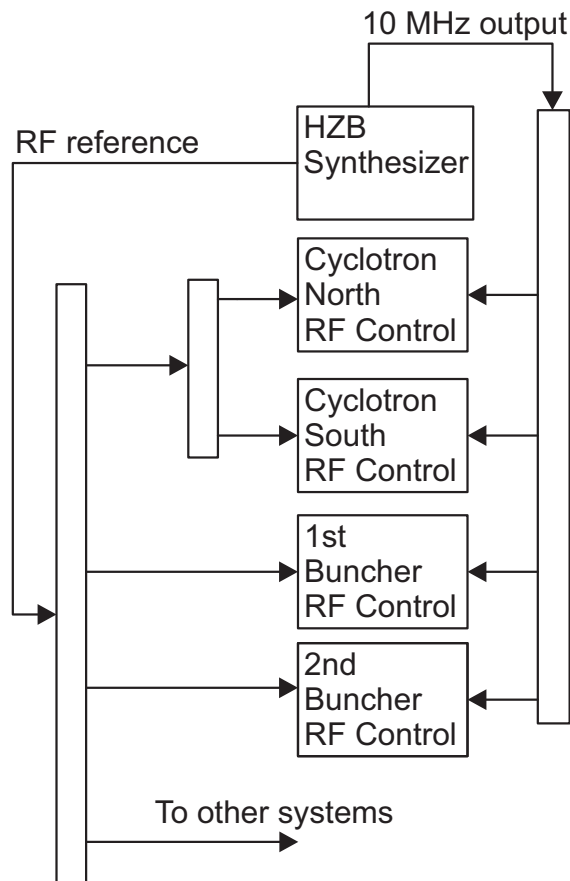 10 MHz output
HZB
Synthesizer
RF reference
Cyclotron
North
RF Control
Cyclotron
South
RF Control
1st
Buncher
RF Control
2nd
Buncher
RF Control
To other systems